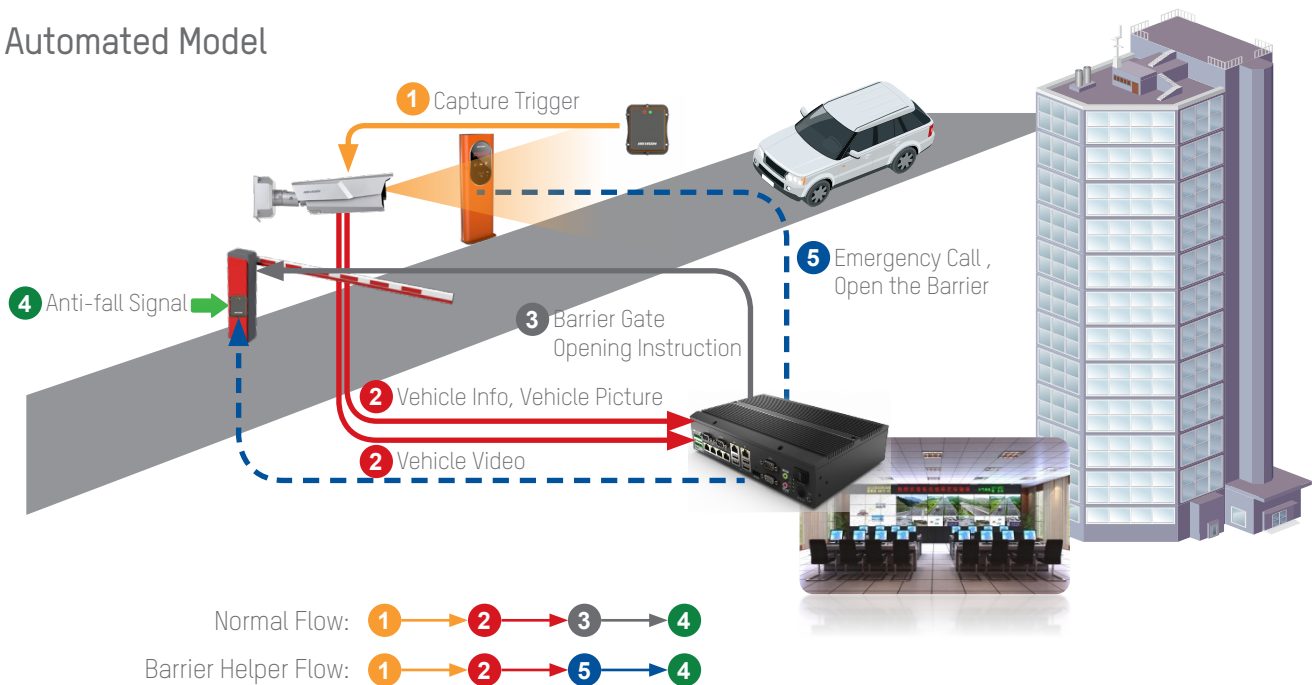 Automated Model
1 Capture Trigger
HIKVISION
5 Emergency Call ,
Open the Barrier
4 Anti-fall Signal
3 Barrier Gate
Opening Instruction
2 Vehicle Info, Vehicle Picture
2 Vehicle Video
Normal Flow: 1 2 3 4
Barrier Helper Flow: 1 2 5 4